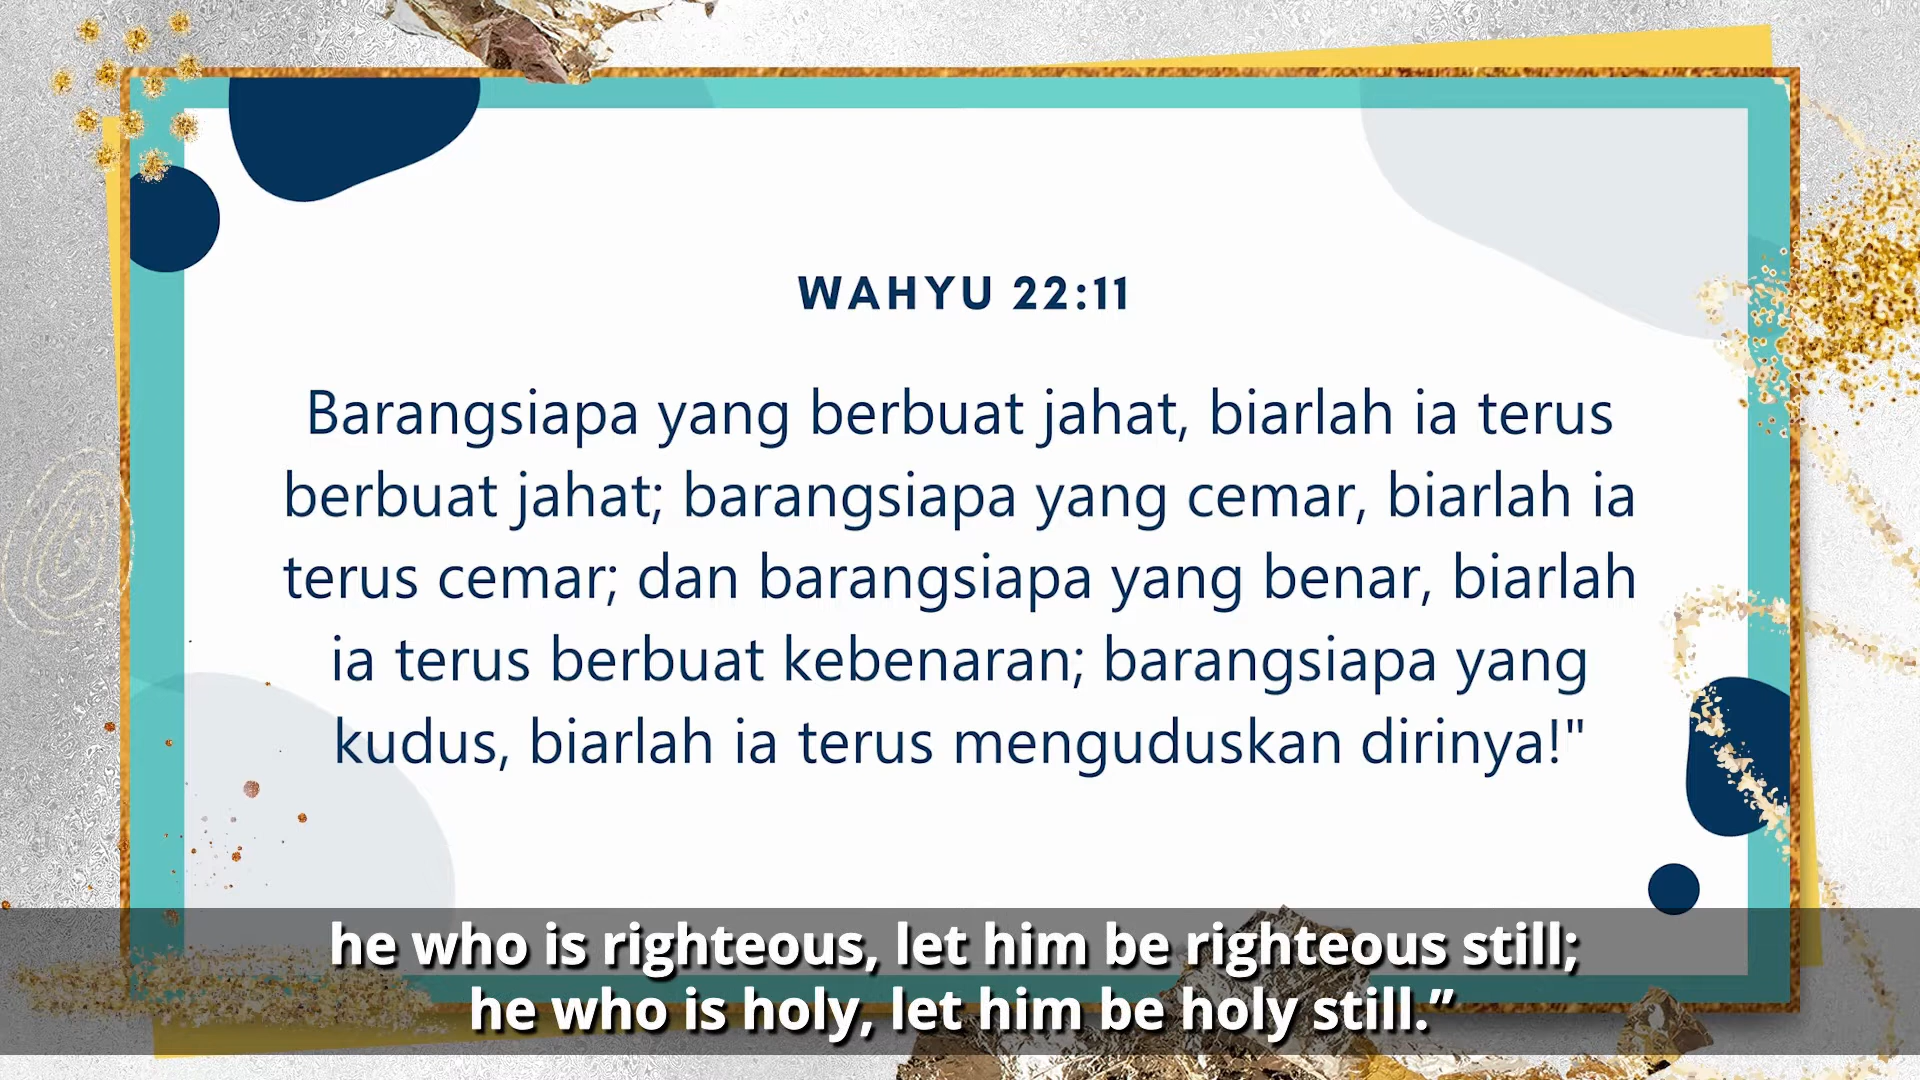 WAHYU 22:11
Barangsiapa yang berbuat jahat, biarlah ia terus
berbuat jahat; barangsiapa yang cemar, biarlah ia
terus cemar; dan barangsiapa yang benar, biarlah
ia terus berbuat kebenaran; barangsiapa yang
kudus, biarlah ia terus menguduskan dirinya!"
he who is righteous, let him be righteous still;
he who is holy, let him be holy still.”